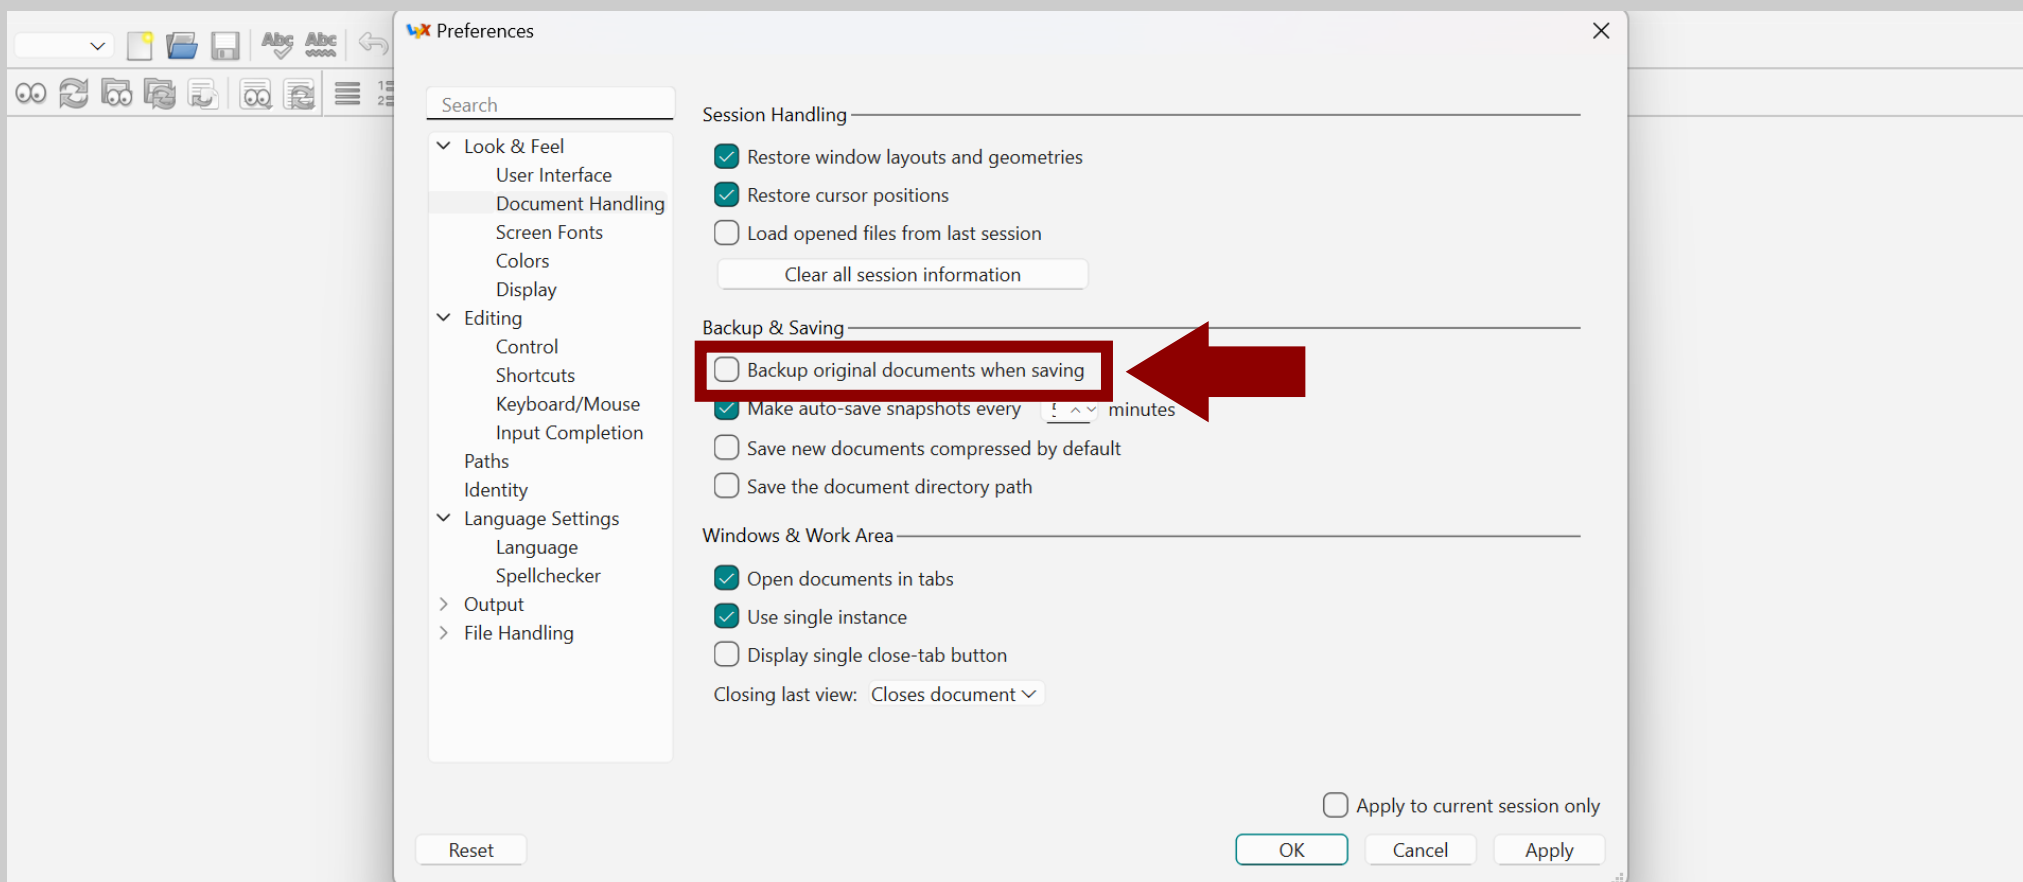 Preferences
Abc Abc
Search
Look & Feel
User Interface
Document Handling
Screen Fonts
Colors
Display
Editing
Control
Shortcuts
Keyboard/Mouse
Input Completion
Paths
Identity
Language Settings
Language
Spellchecker
Output
File Handling
Session Handling
Restore window layouts and geometries
Restore cursor positions
Load opened files from last session
Clear all session information
Backup & Saving
Backup original documents when saving
Make auto-save snapshots every minutes
Save new documents compressed by default
Save the document directory path
Windows & Work Area
Open documents in tabs
Use single instance
Display single close-tab button
Closing last view: Closes document
Apply to current session only
Reset
OK
Cancel
Apply